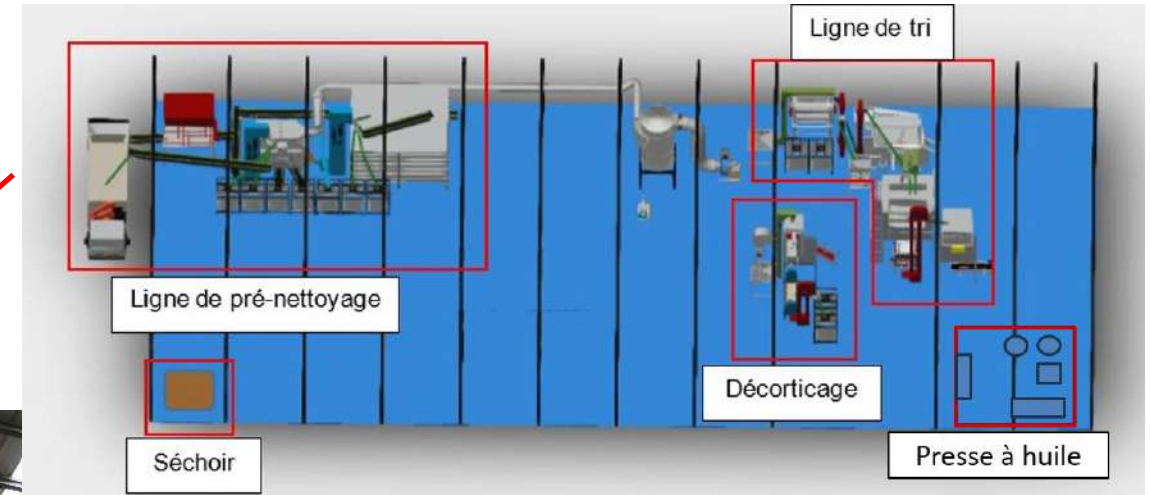 Ligne de tri
Ligne de pré-nettoyage
Décorticage
Séchoir
Presse à huile